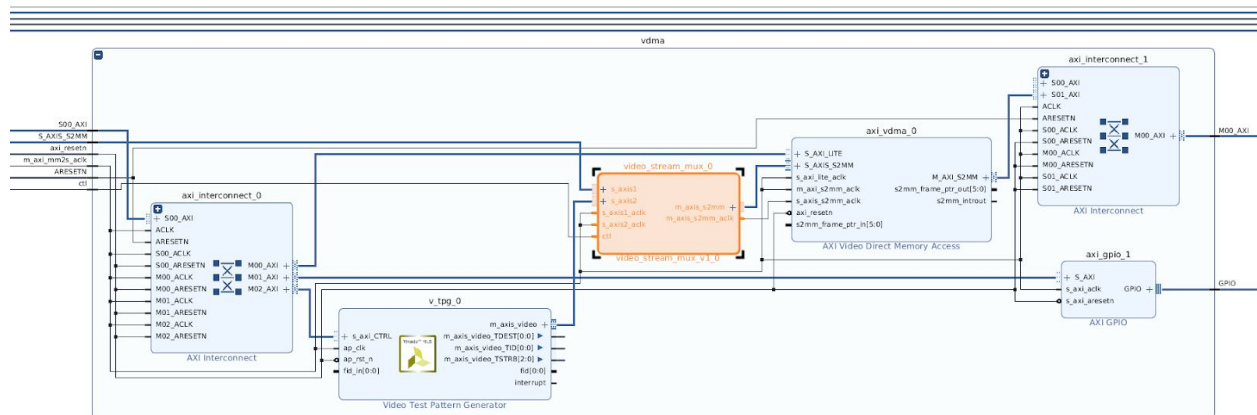 vdma
S00_AXI
S_AXIS_S2MM
axi_resetn
m_axi_mm2s_aclk
ARESETN
ctl
axi_interconnect_0
S00_AXI
ACLK
ARESETN
S00_ACLK
S00_ARESETN
M00_ACLK
M00_ARESETN
M01_ACLK
M01_ARESETN
M02_ACLK
M02_ARESETN
M00_AXI
M01_AXI
M02_AXI
AXI Interconnect
v_tpg_0
s_axi_CTRL
ap_clk
ap_rst_n
fid_in[0:0]
m_axis_video
m_axis_video_TDEST[0:0]
m_axis_video_TID[0:0]
m_axis_video_TSTRB[2:0]
fid[0:0]
interrupt
Video Test Pattern Generator
video_stream_mux_0
s_axis1
s_axis2
s_axis1_aclk
s_axis2_aclk
ctl
m_axis_s2mm
m_axis_s2mm_aclk
video_stream_mux_v1_0
axi_vdma_0
S_AXI_LITE
S_AXIS_S2MM
s_axi_lite_aclk
m_axi_s2mm_aclk
s_axis_s2mm_aclk
axi_resetn
s2mm_frame_ptr_in[5:0]
M_AXI_S2MM
s2mm_frame_ptr_out[5:0]
s2mm_introut
AXI Video Direct Memory Access
axi_interconnect_1
S00_AXI
S01_AXI
ACLK
ARESETN
S00_ACLK
S00_ARESETN
M00_ACLK
M00_ARESETN
S01_ACLK
S01_ARESETN
M00_AXI
AXI Interconnect
M00_AXI
axi_gpio_1
S_AXI
s_axi_aclk
s_axi_aresetn
GPIO
AXI GPIO
GPIO